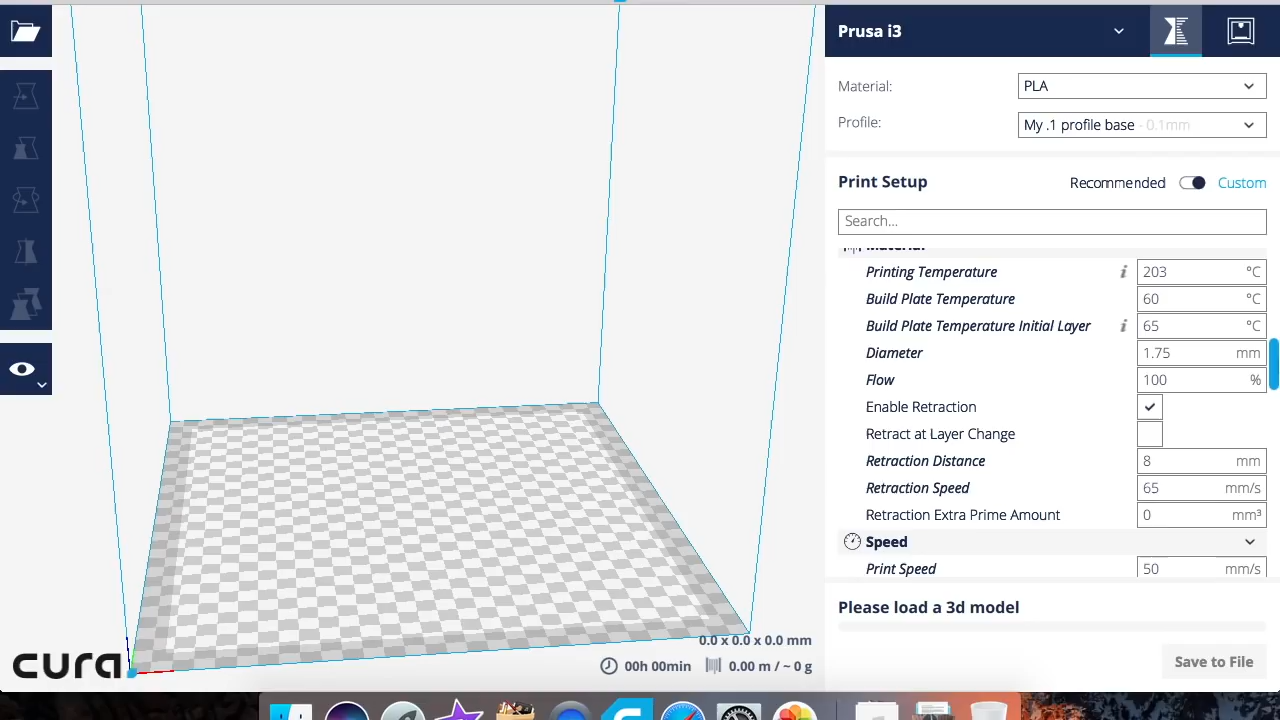 Prusa i3
Material:
PLA
Profile:
My .1 profile base - 0.1mm
Print Setup
Recommended
Custom
Search...
Material
Printing Temperature
i
203 °C
Build Plate Temperature
60 °C
Build Plate Temperature Initial Layer
i
65 °C
Diameter
1.75 mm
Flow
100 %
Enable Retraction
Retract at Layer Change
Retraction Distance
8 mm
Retraction Speed
65 mm/s
Retraction Extra Prime Amount
0 mm³
Speed
Print Speed
50 mm/s
Please load a 3d model
Save to File
0.0 x 0.0 x 0.0 mm
00h 00min
0.00 m / ~ 0 g
cura